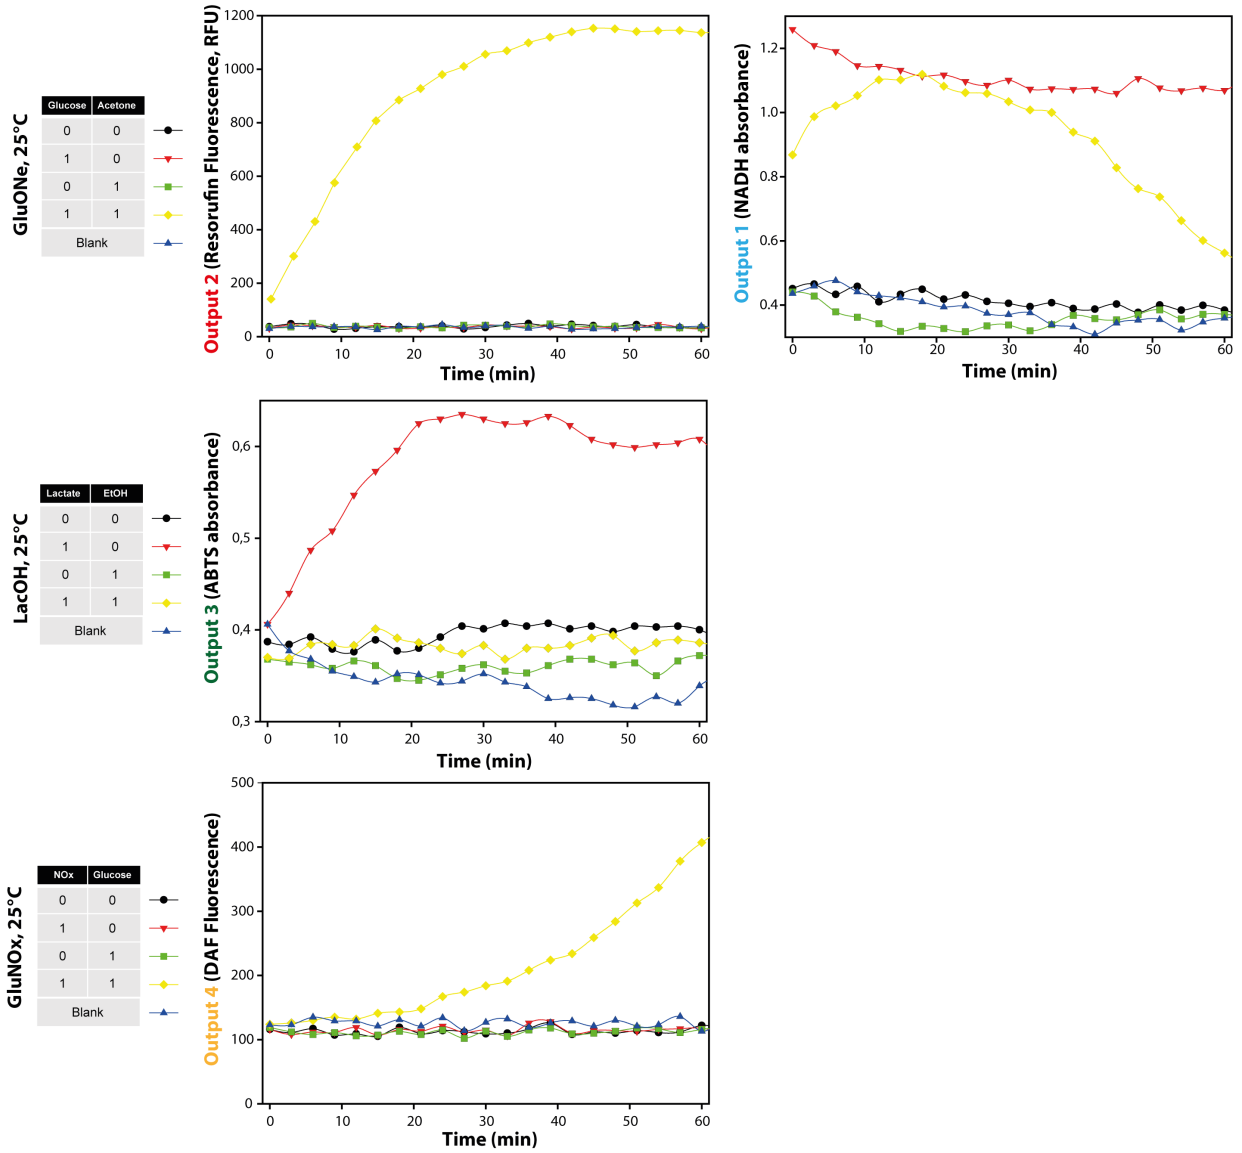 GluONe, 25°C
Glucose Acetone
0 0
1 0
0 1
1 1
Blank
Output 2 (Resorufin Fluorescence, RFU)
1200
1000
800
600
400
200
0
0 10 20 30 40 50 60
Time (min)
Output 1 (NADH absorbance)
1.2
1.0
0.8
0.6
0.4
0 10 20 30 40 50 60
Time (min)
LacOH, 25°C
Lactate EtOH
0 0
1 0
0 1
1 1
Blank
Output 3 (ABTS absorbance)
0,6
0,5
0,4
0,3
0 10 20 30 40 50 60
Time (min)
GluNOx, 25°C
NOx Glucose
0 0
1 0
0 1
1 1
Blank
Output 4 (DAF Fluorescence)
500
400
300
200
100
0
0 10 20 30 40 50 60
Time (min)